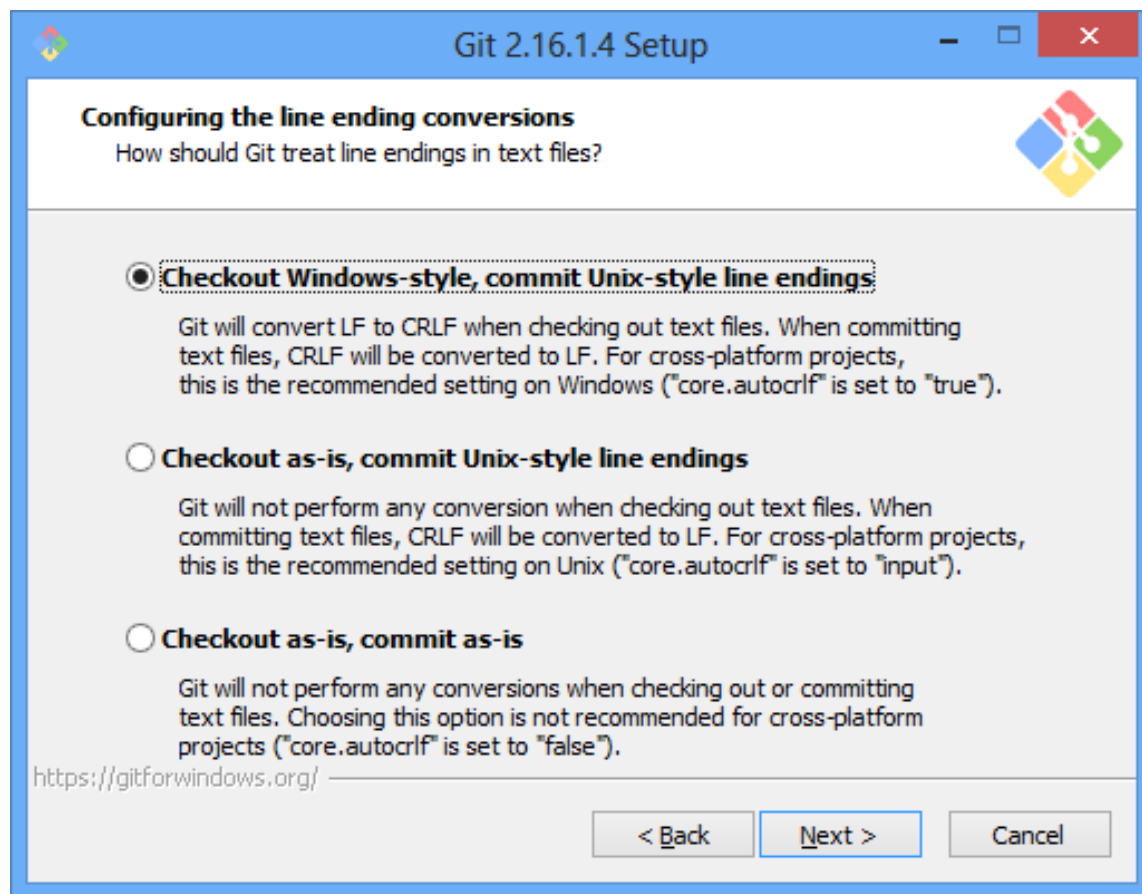 Git 2.16.1.4 Setup
Configuring the line ending conversions
How should Git treat line endings in text files?
Checkout Windows-style, commit Unix-style line endings
Git will convert LF to CRLF when checking out text files. When committing
text files, CRLF will be converted to LF. For cross-platform projects,
this is the recommended setting on Windows ("core.autocrlf" is set to "true").
Checkout as-is, commit Unix-style line endings
Git will not perform any conversion when checking out text files. When
committing text files, CRLF will be converted to LF. For cross-platform projects,
this is the recommended setting on Unix ("core.autocrlf" is set to "input").
Checkout as-is, commit as-is
Git will not perform any conversions when checking out or committing
text files. Choosing this option is not recommended for cross-platform
projects ("core.autocrlf" is set to "false").
https://gitforwindows.org/
< Back Next > Cancel